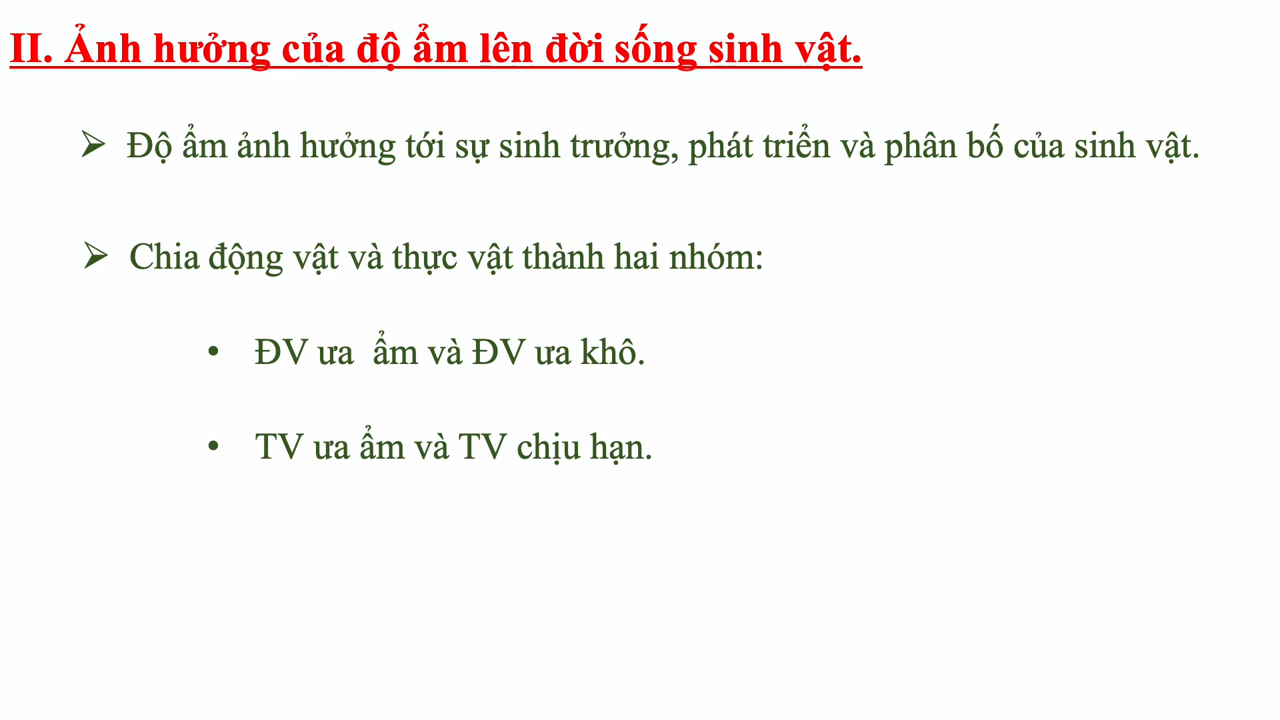 II. Ảnh hưởng của độ ẩm lên đời sống sinh vật.
➢ Độ ẩm ảnh hưởng tới sự sinh trưởng, phát triển và phân bố của sinh vật.
➢ Chia động vật và thực vật thành hai nhóm:
• ĐV ưa  ẩm và ĐV ưa khô.
• TV ưa ẩm và TV chịu hạn.